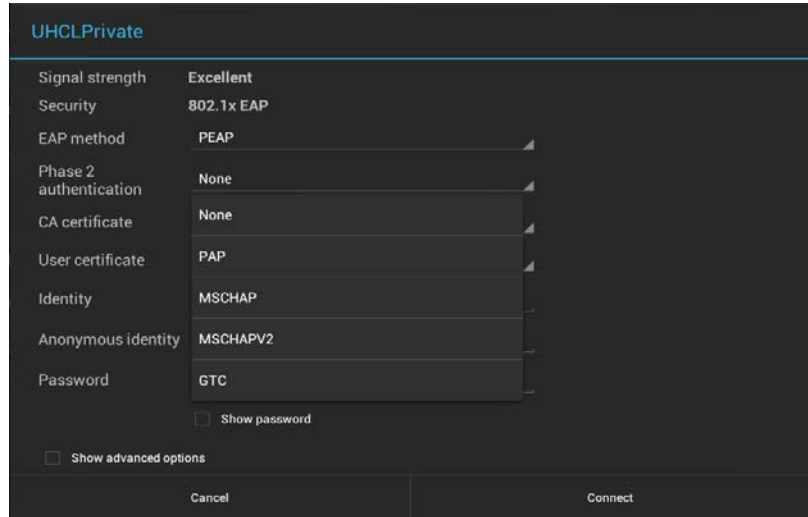 UHCLPrivate
Signal strength Excellent
Security 802.1x EAP
EAP method PEAP
Phase 2
authentication None
CA certificate None
User certificate PAP
Identity MSCHAP
Anonymous identity MSCHAPV2
Password GTC
Show password
Show advanced options
Cancel Connect